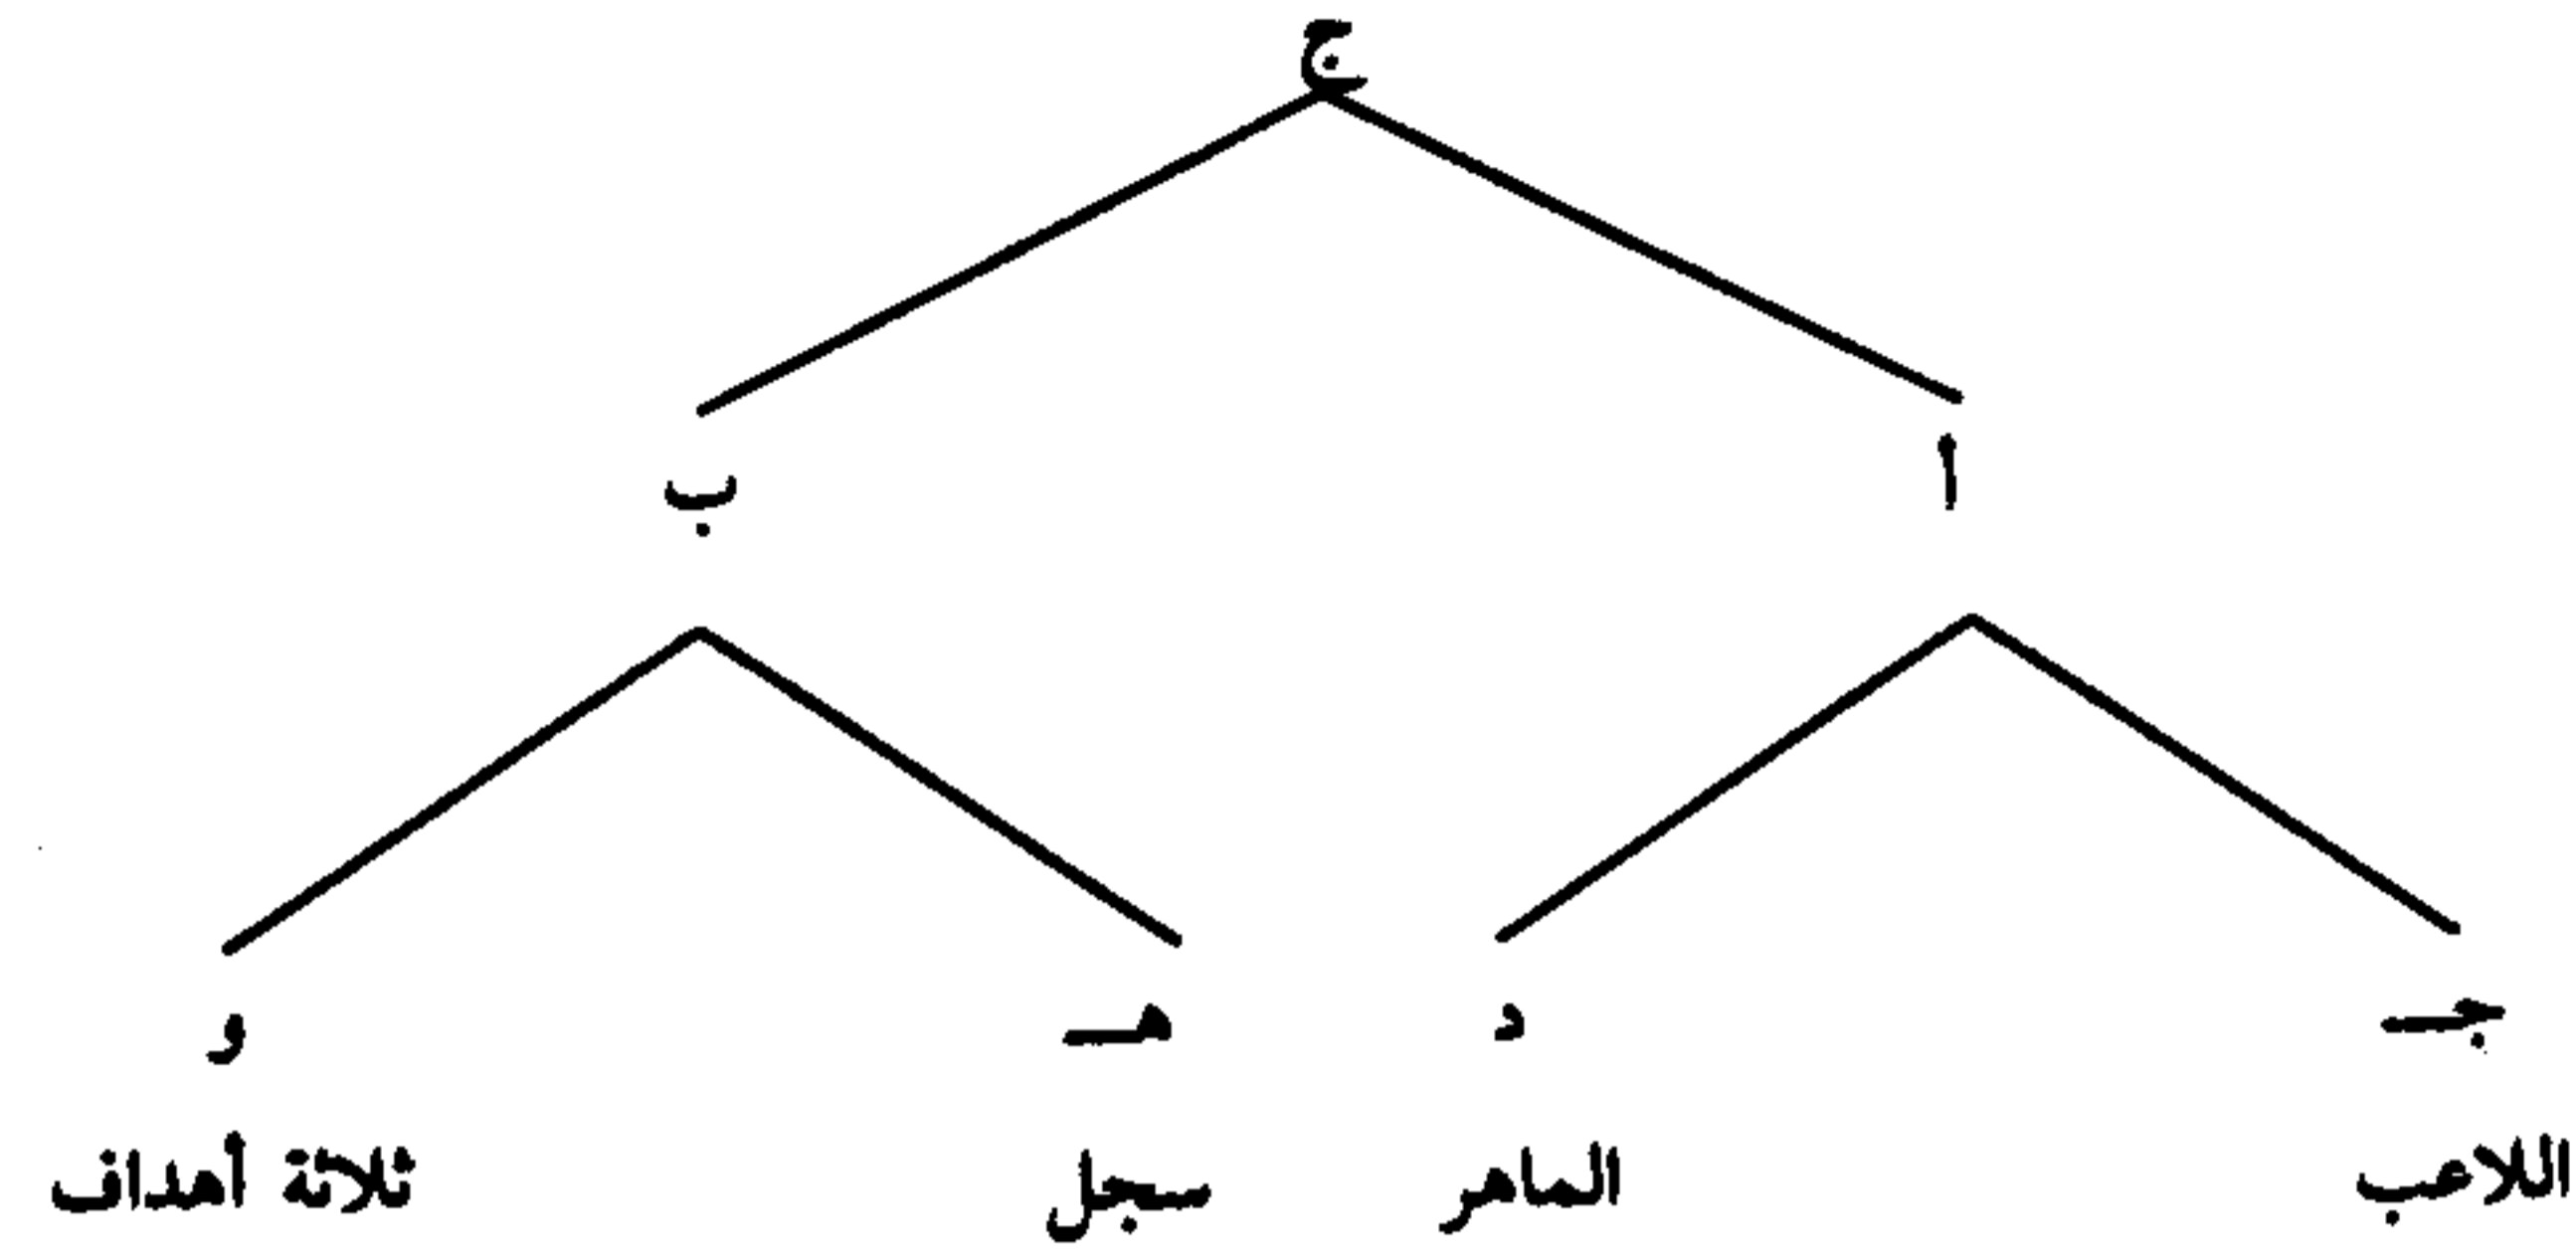 ج
ا ب
جـ د هـ و
اللاعب الماهر سجل ثلاثة أهداف